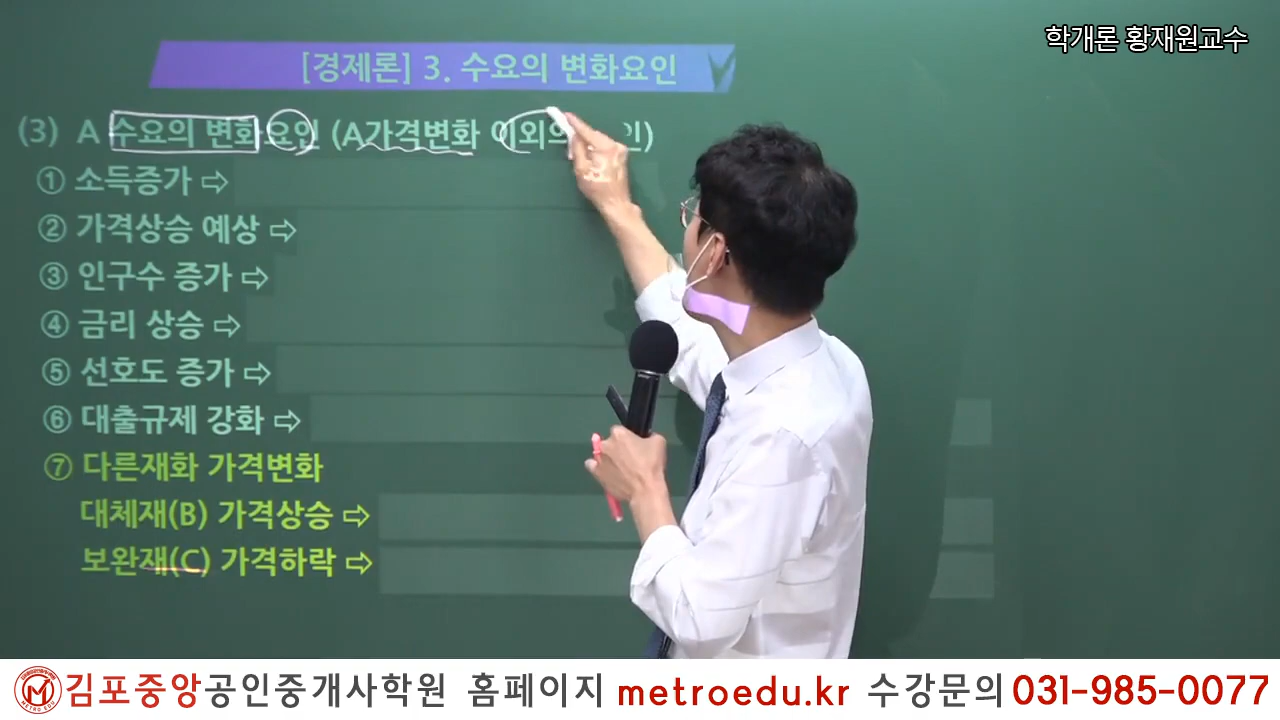 학개론 황재원교수
[경제론] 3. 수요의 변화요인
(3) A 수요의 변화요인 (A가격변화 이외의 인)
① 소득증가 ⇨
② 가격상승 예상 ⇨
③ 인구수 증가 ⇨
④ 금리 상승 ⇨
⑤ 선호도 증가 ⇨
⑥ 대출규제 강화 ⇨
⑦ 다른재화 가격변화
대체재(B) 가격상승 ⇨
보완재(C) 가격하락 ⇨
김포중앙공인중개사학원 홈페이지 metroedu.kr 수강문의 031-985-0077